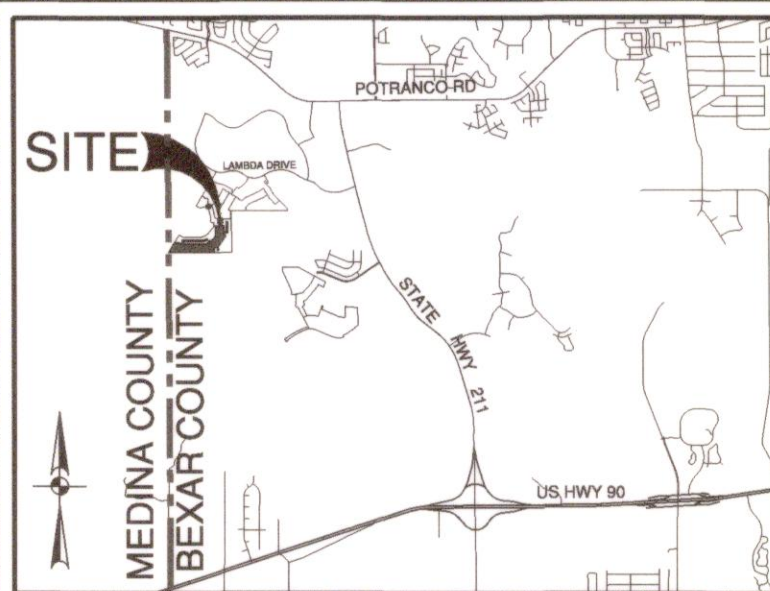 POTRANCO RD
SITE
LAMBDA DRIVE
STATE HWY 211
MEDINA COUNTY
BEXAR COUNTY
US HWY 90